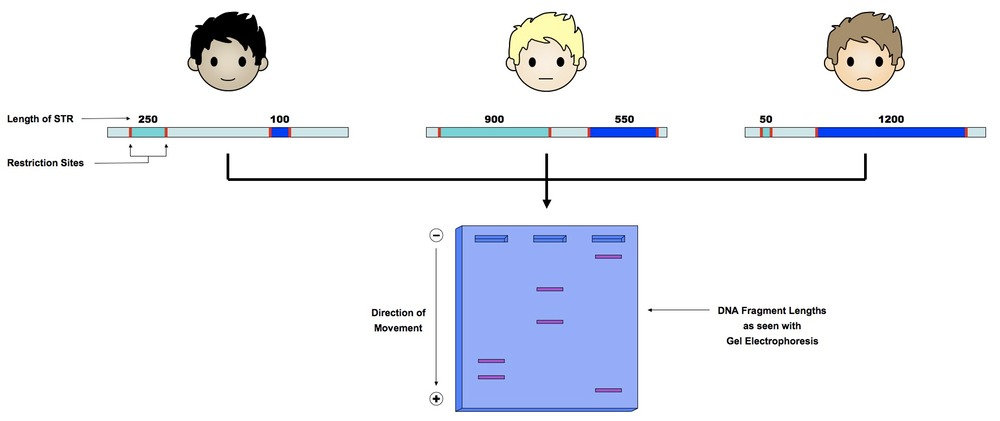 Length of STR
250
100
900
550
50
1200
Restriction Sites
−
Direction of
Movement
DNA Fragment Lengths
as seen with
Gel Electrophoresis
+